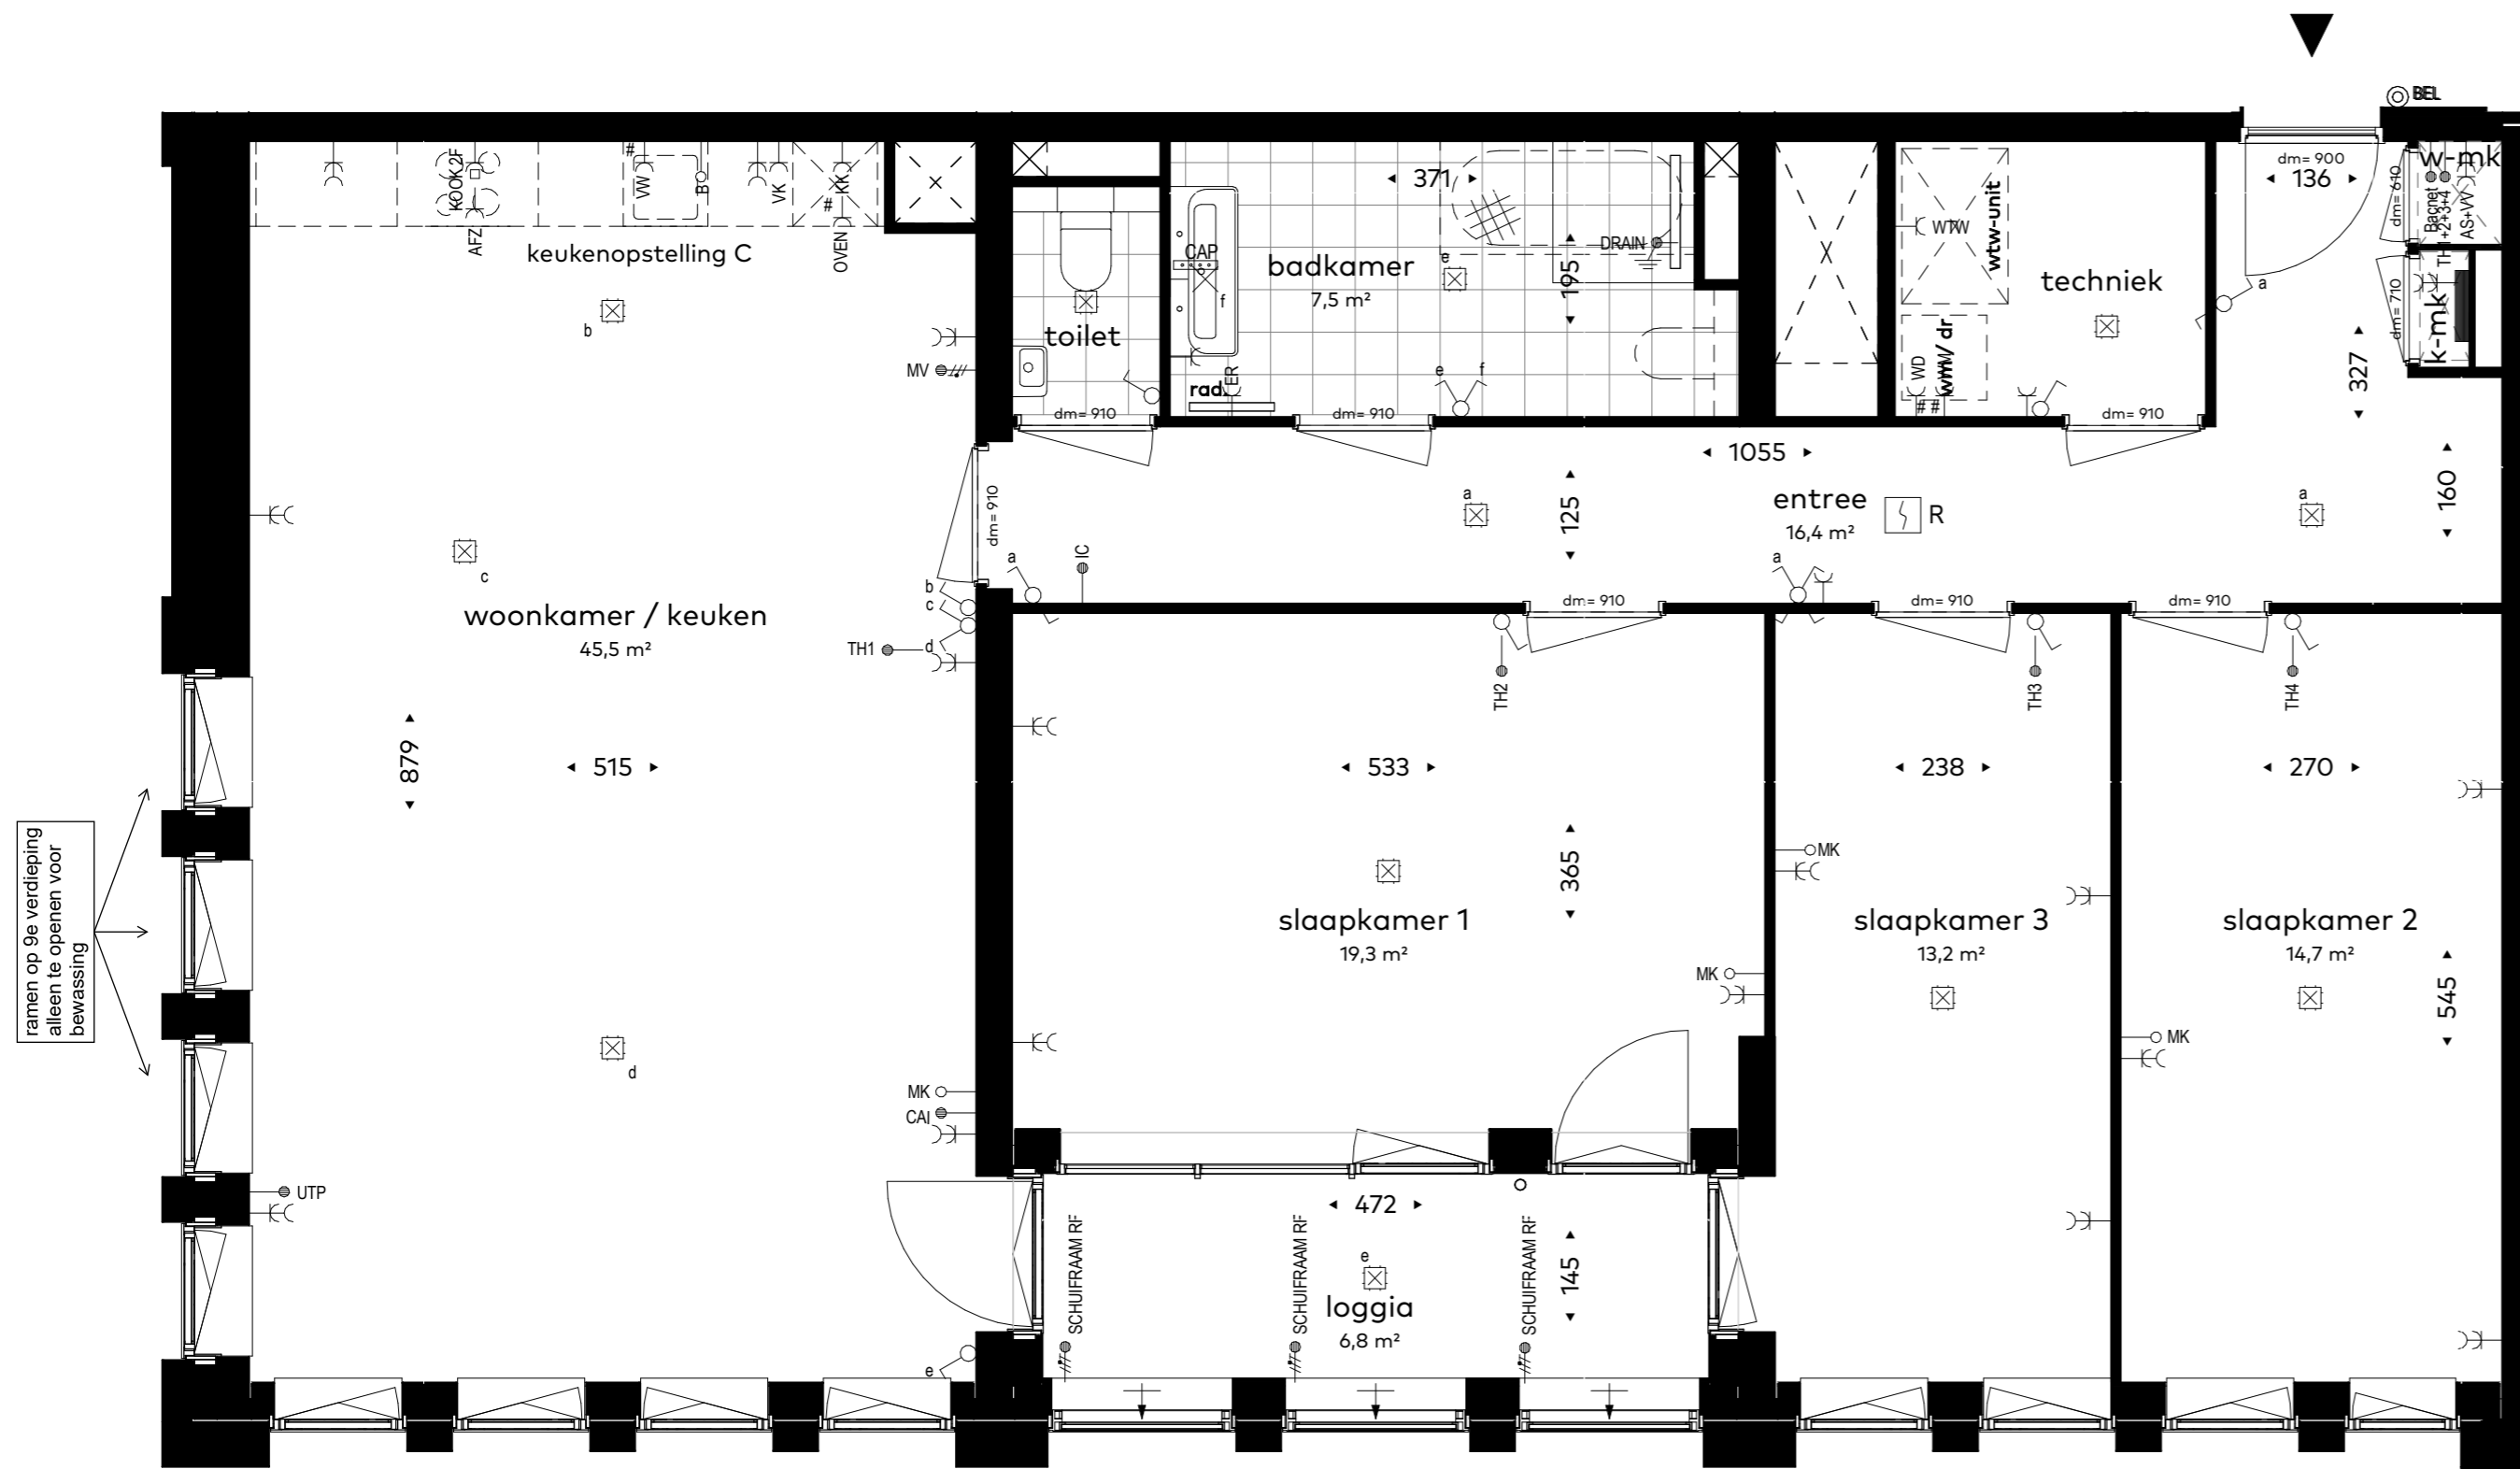 BEL
dm= 900
136
w-mk
dm= 610
Bacnet
TH1+2+3+4
AS+VV
dm= 710
k-mk
a
327
160
KOOK2F
AFZ
#
VW
B
VK
#
KK
OVEN
keukenopstelling C
b
MV
toilet
dm= 910
371
CAP
f
badkamer
7,5 m²
e
DRAIN
195
rad.
ER
e
f
dm= 910
WTW
wtw-unit
techniek
WD
wm/ dr
# #
dm= 910
1055
entree
16,4 m²
R
a
125
a
dm= 910
a
IC
a
c
b
c
d
woonkamer / keuken
45,5 m²
TH1
dm= 910
dm= 910
dm= 910
TH2
TH3
TH4
879
515
533
238
270
365
MK
slaapkamer 1
19,3 m²
MK
slaapkamer 3
13,2 m²
slaapkamer 2
14,7 m²
545
MK
ramen op 9e verdieping
alleen te openen voor
bewassing
d
MK
CAI
UTP
472
SCHUIFRAAM RF
SCHUIFRAAM RF
SCHUIFRAAM RF
e
145
loggia
6,8 m²
e